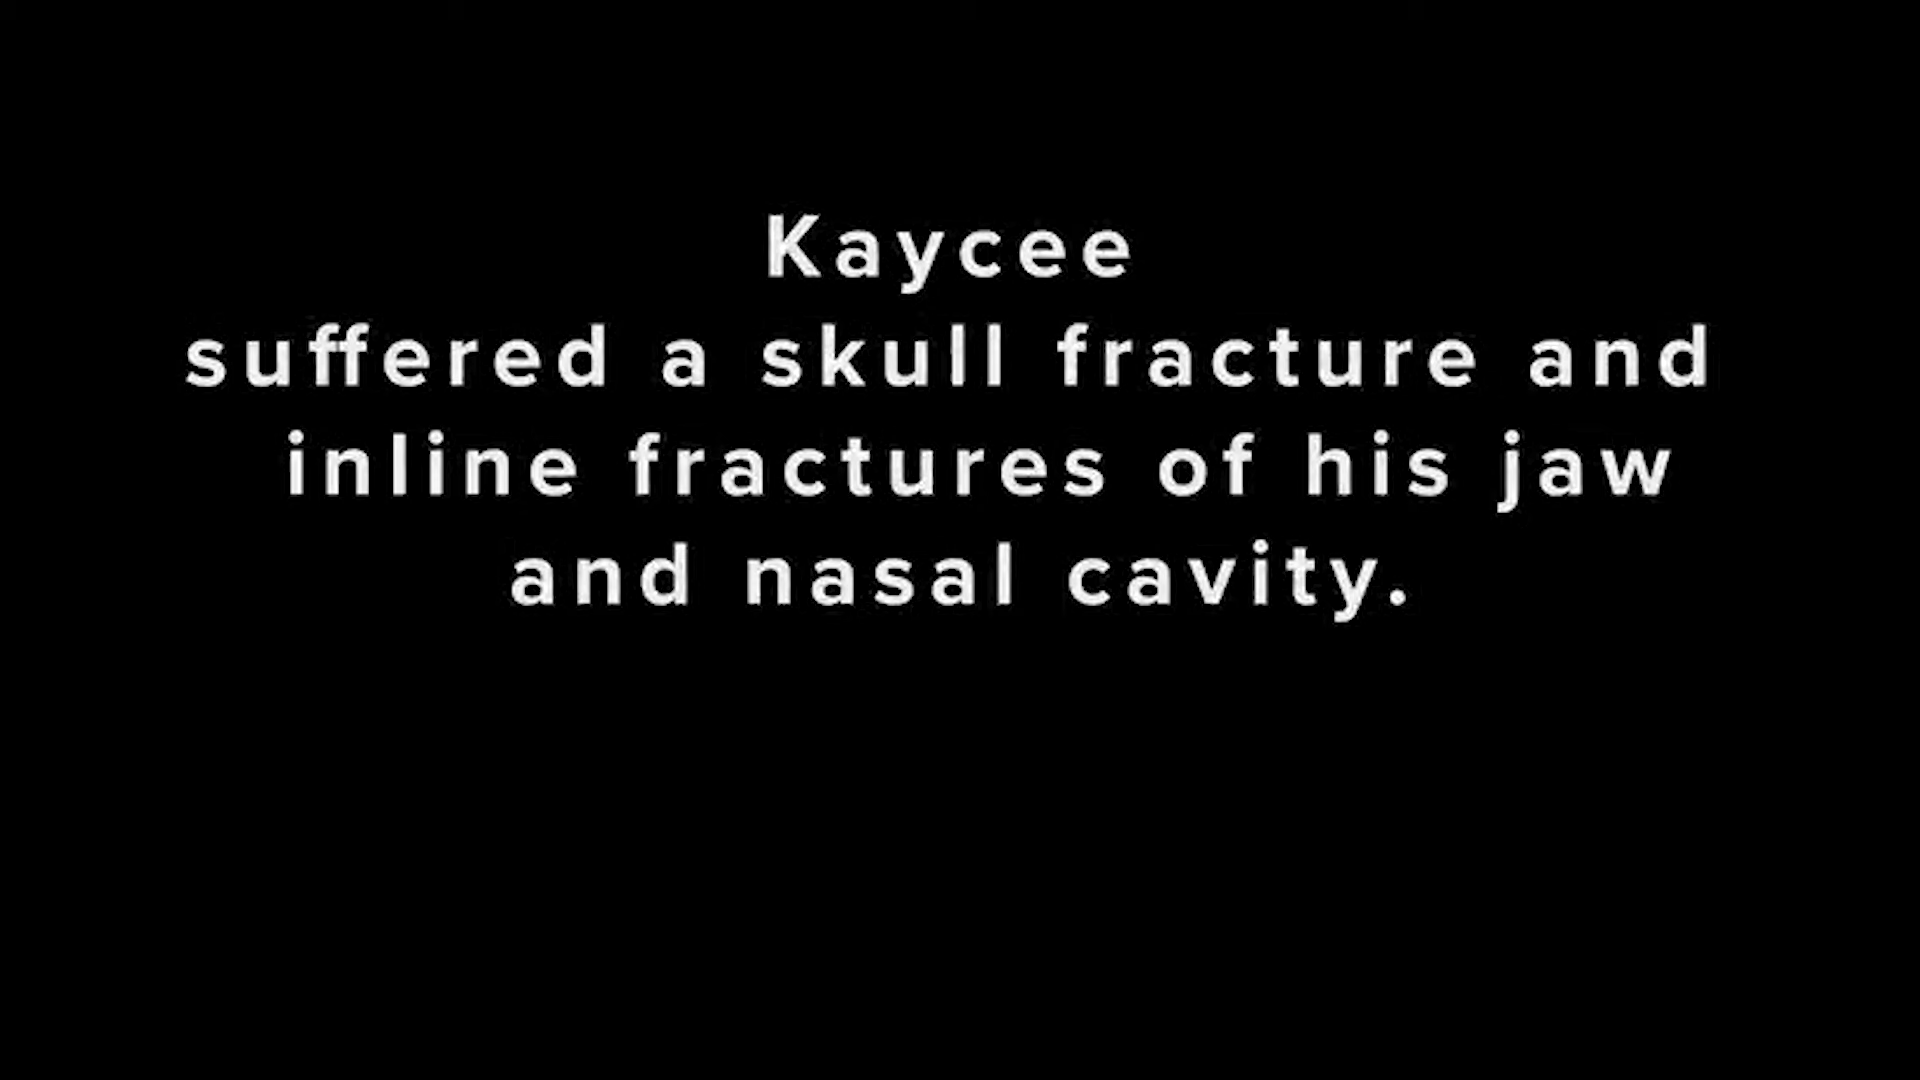 Kaycee
suffered a skull fracture and
inline fractures of his jaw
and nasal cavity.